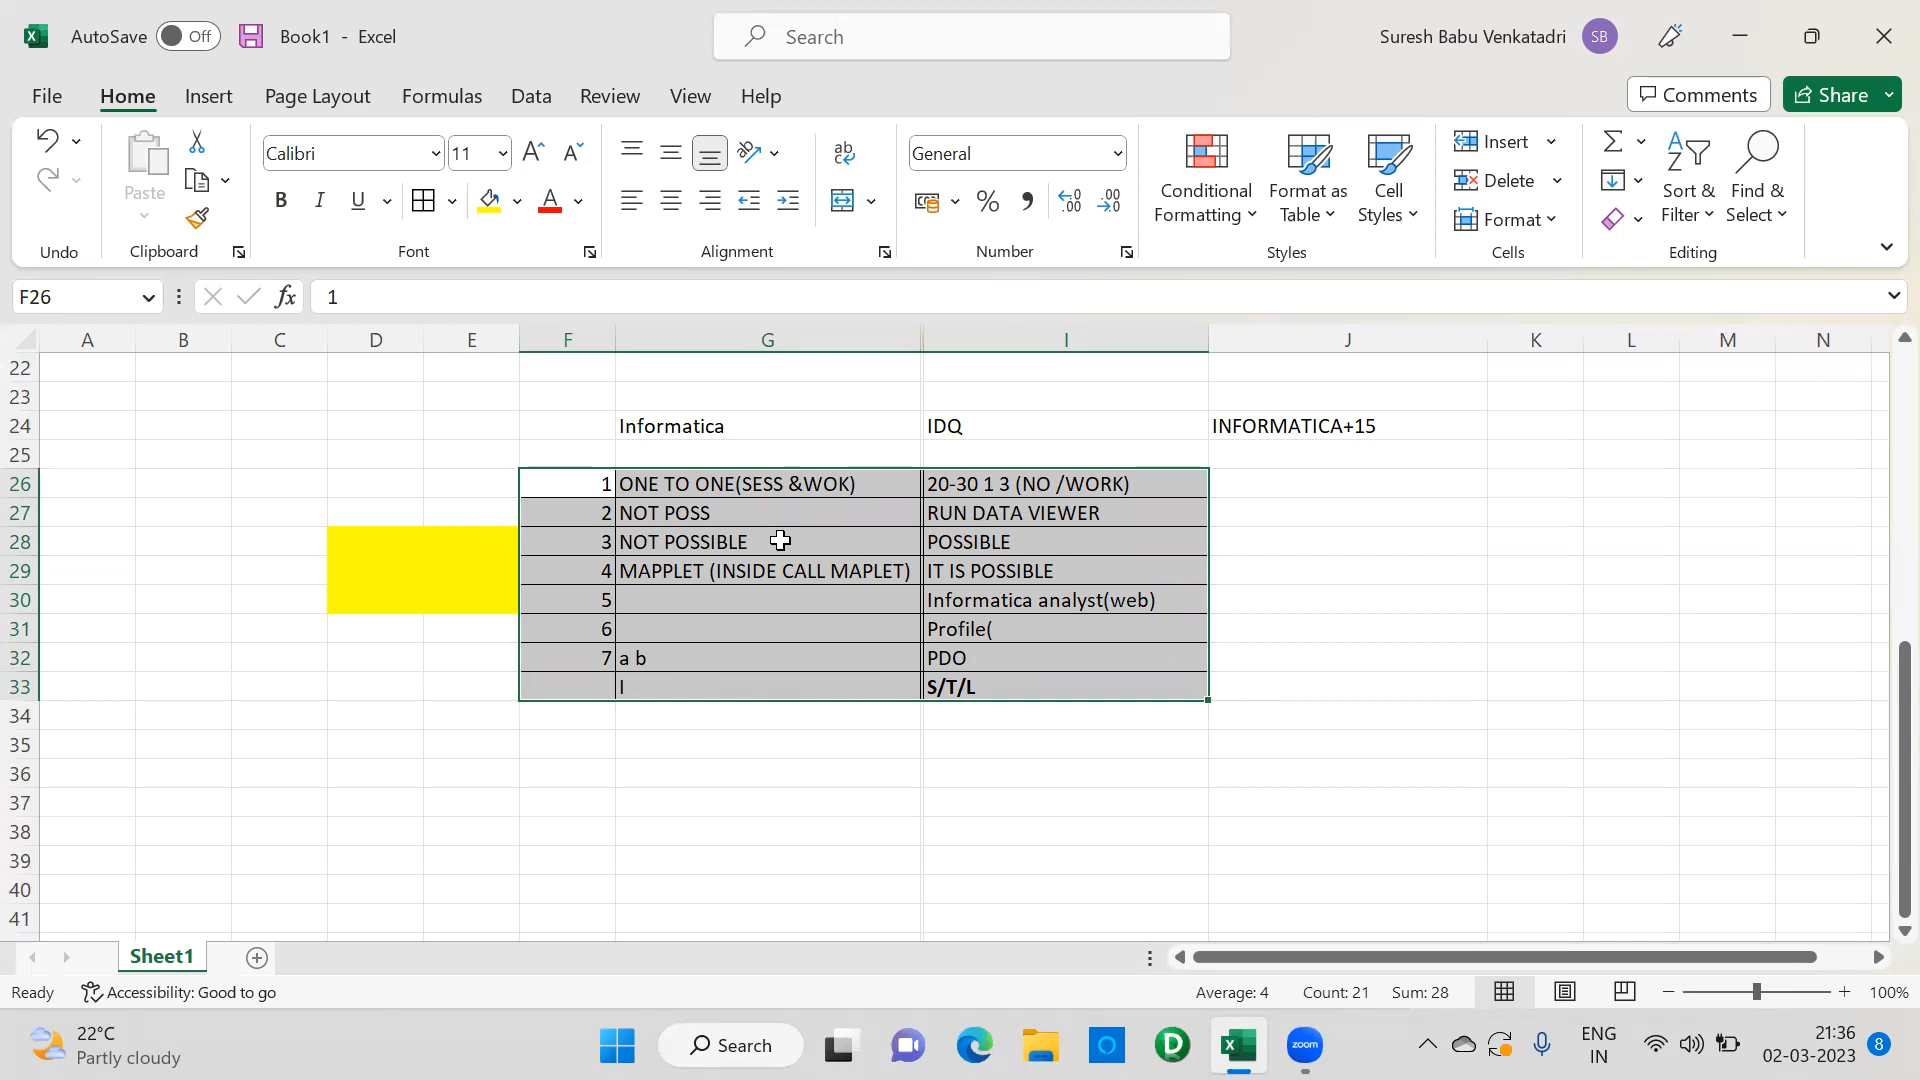 AutoSave Off Book1 - Excel Search Suresh Babu Venkatadri SB
File Home Insert Page Layout Formulas Data Review View Help Comments Share
Undo
Paste
Clipboard
Calibri 11
B I U A
Font
ab
Alignment
General
% .00 .00
Number
Conditional Formatting
Format as Table
Cell Styles
Styles
Insert
Delete
Format
Cells
Sort & Filter
Find & Select
Editing
F26 fx 1
A B C D E F G I J K L M N
22
23
24 Informatica IDQ INFORMATICA+15
25
26 1 ONE TO ONE(SESS &WOK) 20-30 1 3 (NO /WORK)
27 2 NOT POSS RUN DATA VIEWER
28 3 NOT POSSIBLE POSSIBLE
29 4 MAPPLET (INSIDE CALL MAPLET) IT IS POSSIBLE
30 5 Informatica analyst(web)
31 6 Profile(
32 7 a b PDO
33 I S/T/L
34
35
36
37
38
39
40
41
Sheet1
Ready Accessibility: Good to go Average: 4 Count: 21 Sum: 28 100%
22°C
Partly cloudy
Search
zoom
ENG
IN
21:36
02-03-2023
8